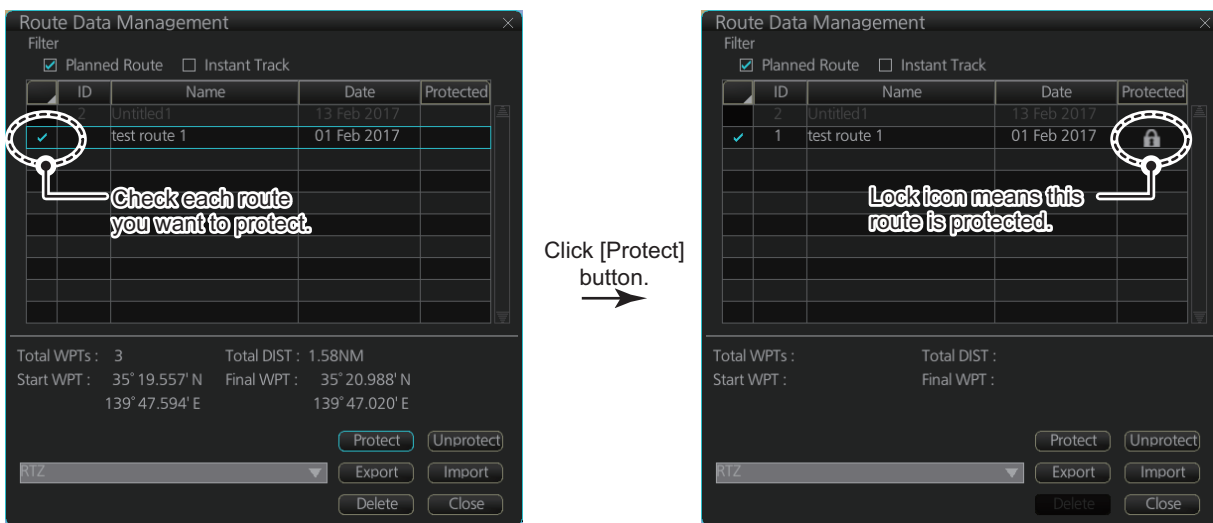 Route Data Management
Filter
Planned Route Instant Track
ID Name Date Protected
2 Untitled1 13 Feb 2017
test route 1 01 Feb 2017
Check each route
you want to protect.
Total WPTs : 3 Total DIST : 1.58NM
Start WPT : 35°19.557' N Final WPT : 35°20.988' N
139°47.594' E 139°47.020' E
Protect Unprotect
RTZ Export Import
Delete Close
Click [Protect]
button.
Route Data Management
Filter
Planned Route Instant Track
ID Name Date Protected
2 Untitled1 13 Feb 2017
1 test route 1 01 Feb 2017
Lock icon means this
route is protected.
Total WPTs : Total DIST :
Start WPT : Final WPT :
Protect Unprotect
RTZ Export Import
Delete Close